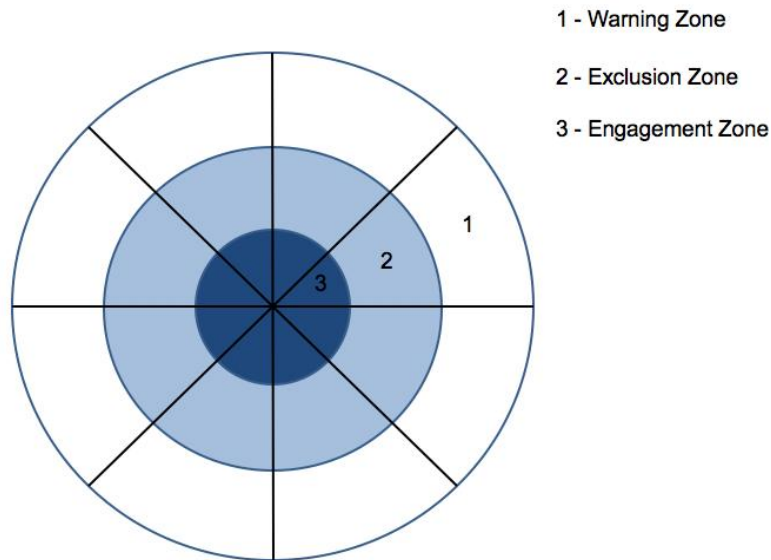 1 - Warning Zone
2 - Exclusion Zone
3 - Engagement Zone
1
2
3